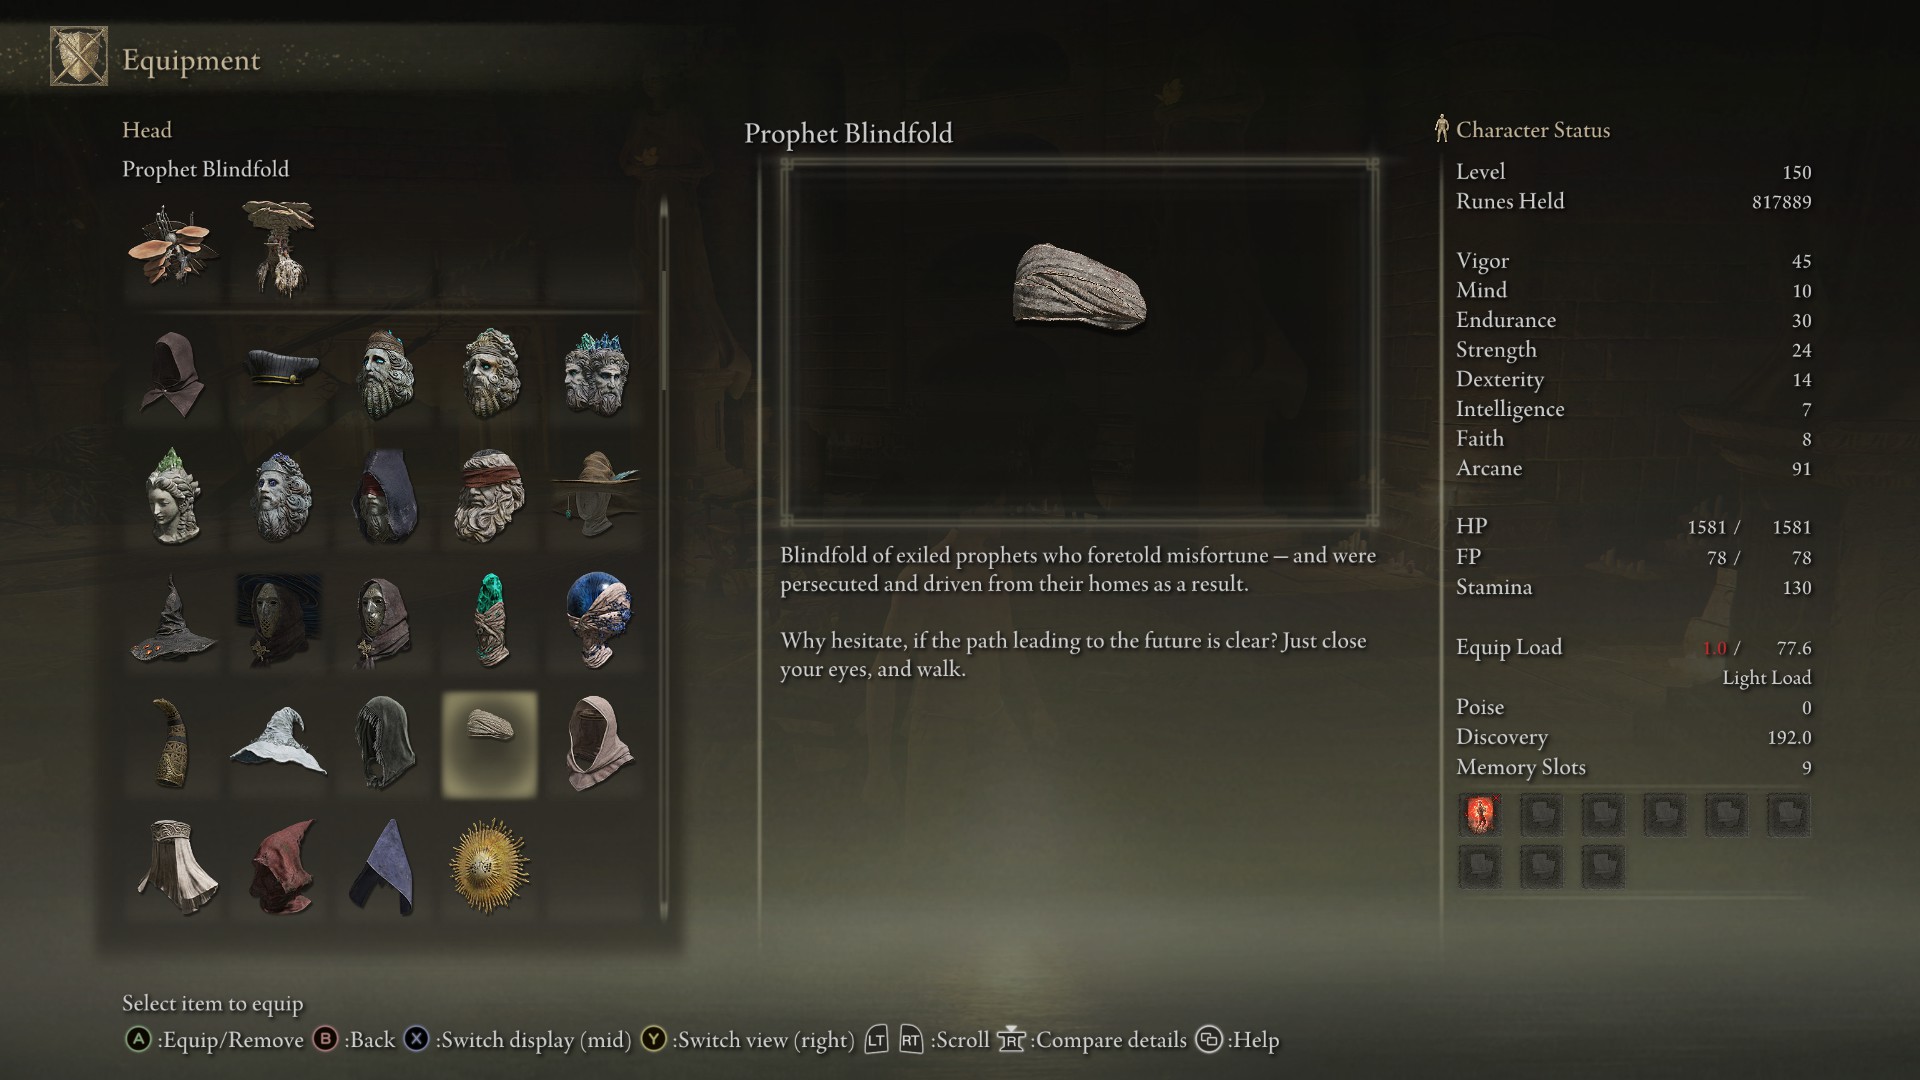 Equipment
Head
Prophet Blindfold
Prophet Blindfold
Blindfold of exiled prophets who foretold misfortune — and were
persecuted and driven from their homes as a result.
Why hesitate, if the path leading to the future is clear? Just close
your eyes, and walk.
Character Status
Level 150
Runes Held 817889
Vigor 45
Mind 10
Endurance 30
Strength 24
Dexterity 14
Intelligence 7
Faith 8
Arcane 91
HP 1581 / 1581
FP 78 / 78
Stamina 130
Equip Load 1.0 / 77.6
Light Load
Poise 0
Discovery 192.0
Memory Slots 9
Select item to equip
A :Equip/Remove B :Back X :Switch display (mid) Y :Switch view (right) LT RT :Scroll R :Compare details :Help